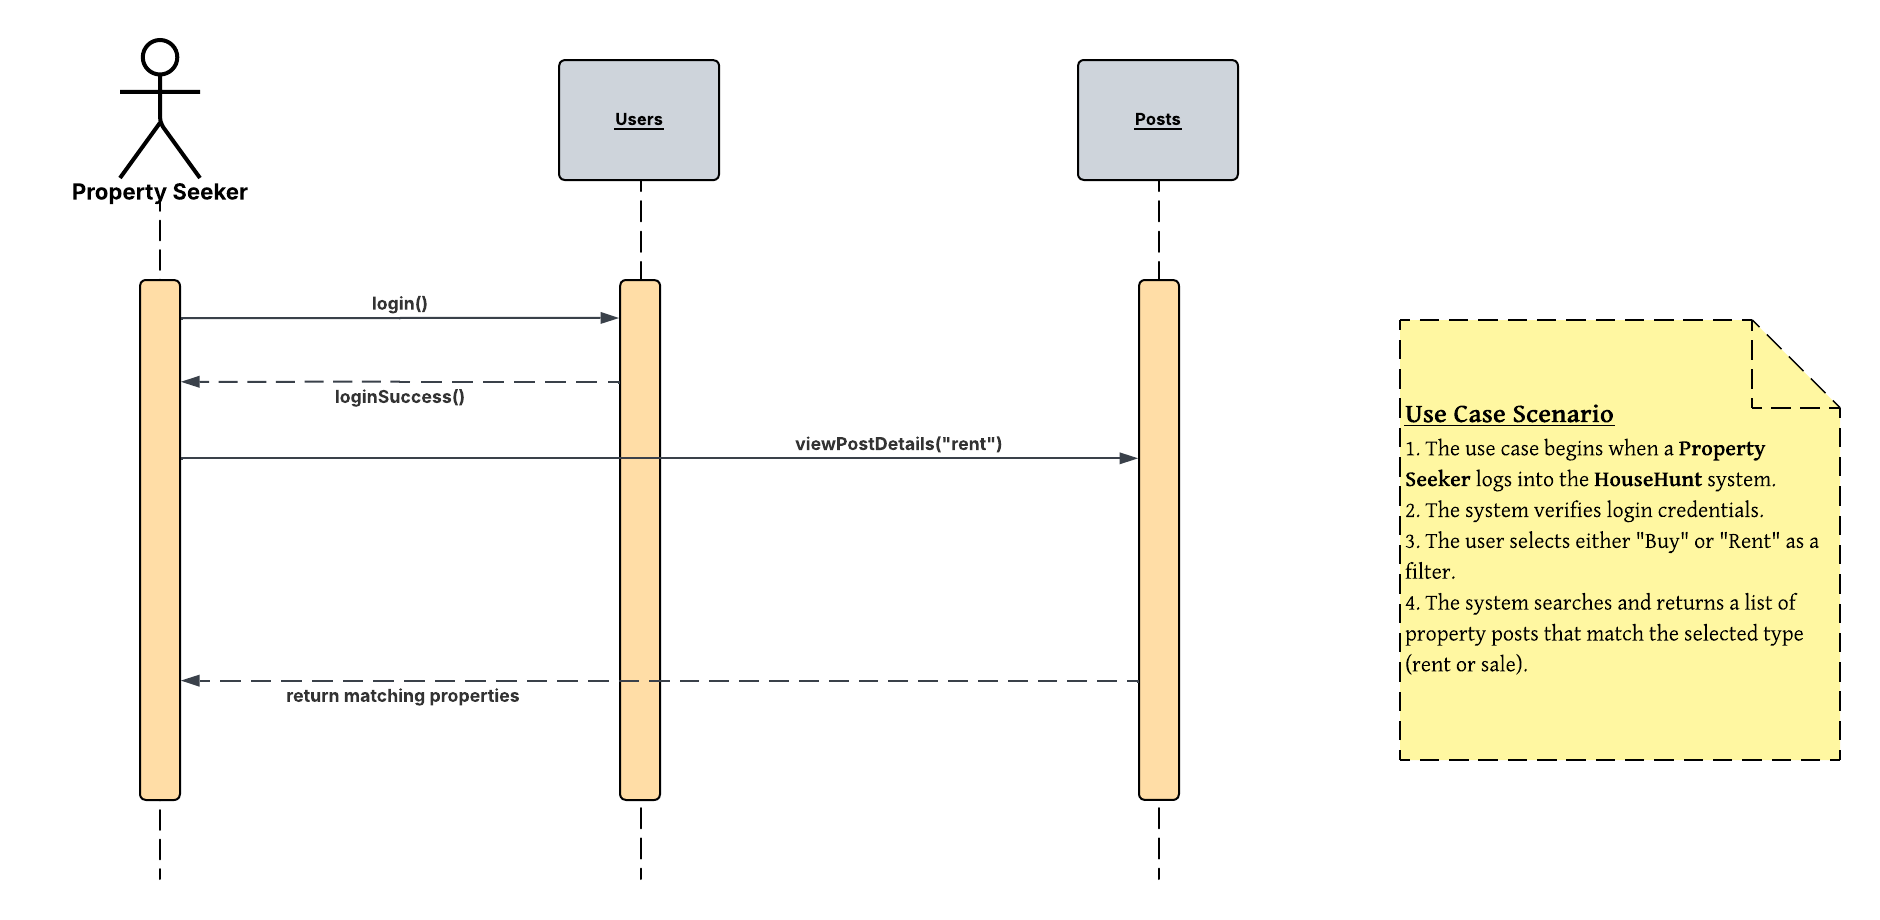 Property Seeker
Users
Posts
login()
loginSuccess()
viewPostDetails("rent")
return matching properties
Use Case Scenario
1. The use case begins when a Property
Seeker logs into the HouseHunt system.
2. The system verifies login credentials.
3. The user selects either "Buy" or "Rent" as a
filter.
4. The system searches and returns a list of
property posts that match the selected type
(rent or sale).